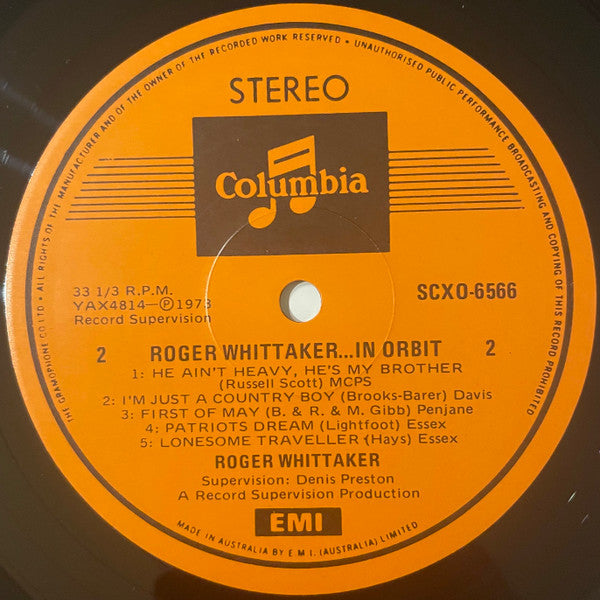 THE GRAMOPHONE CO LTD. • ALL RIGHTS OF THE MANUFACTURER AND OF THE OWNER OF THE RECORDED WORK RESERVED • UNAUTHORISED PUBLIC PERFORMANCE BROADCASTING AND COPYING OF THIS RECORD PROHIBITED
STEREO
Columbia
33 1/3 R.P.M.
YAX4814—Ⓟ1973
Record Supervision
SCXO-6566
2 ROGER WHITTAKER...IN ORBIT 2
1: HE AIN'T HEAVY, HE'S MY BROTHER
(Russell Scott) MCPS
2: I'M JUST A COUNTRY BOY (Brooks-Barer) Davis
3: FIRST OF MAY (B. & R. & M. Gibb) Penjane
4: PATRIOTS DREAM (Lightfoot) Essex
5: LONESOME TRAVELLER (Hays) Essex
ROGER WHITTAKER
Supervision: Denis Preston
A Record Supervision Production
EMI
MADE IN AUSTRALIA BY E M I. (AUSTRALIA) LIMITED